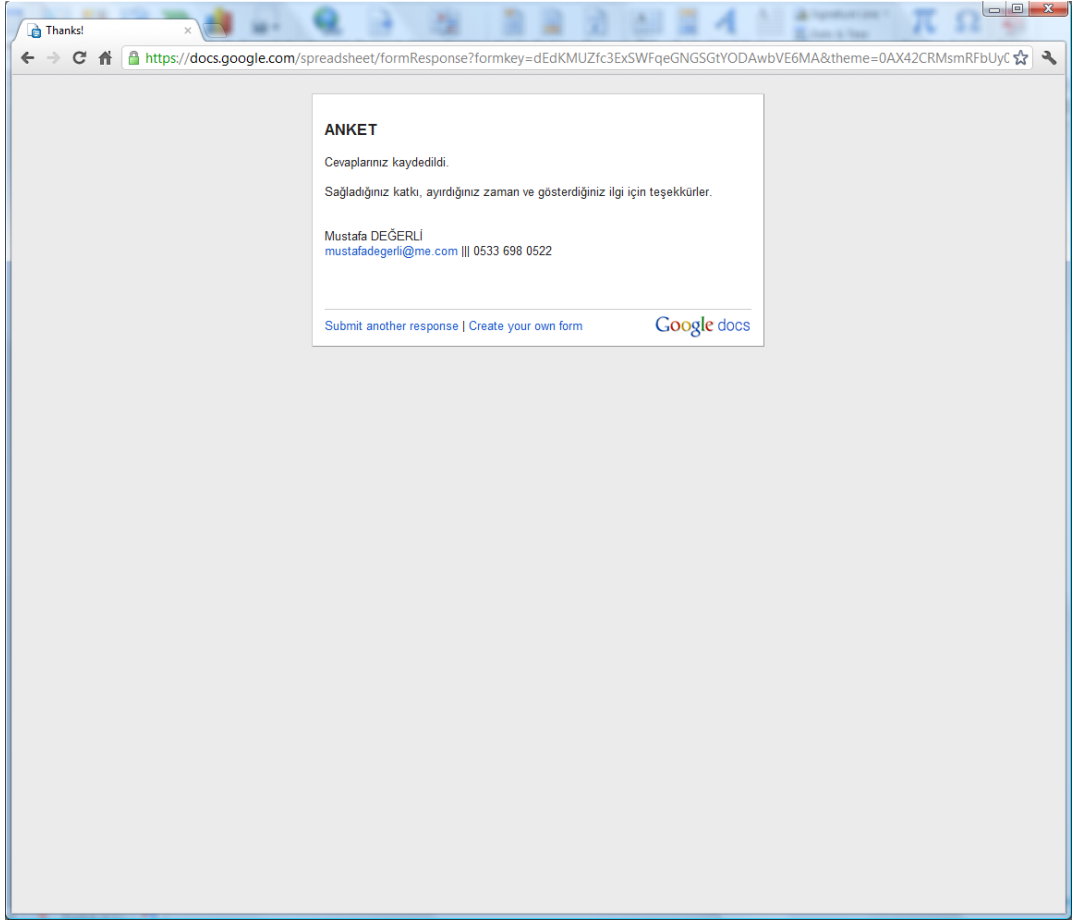 Thanks!
https://docs.google.com/spreadsheet/formResponse?formkey=dEdKMUZfc3ExSWFqeGNGSGtYODAwbVE6MA&theme=0AX42CRMsmRFbUy0
ANKET
Cevaplarınız kaydedildi.
Sağladığınız katkı, ayırdığınız zaman ve gösterdiğiniz ilgi için teşekkürler.
Mustafa DEĞERLİ
mustafadegerli@me.com ||| 0533 698 0522
Submit another response | Create your own form
Google docs